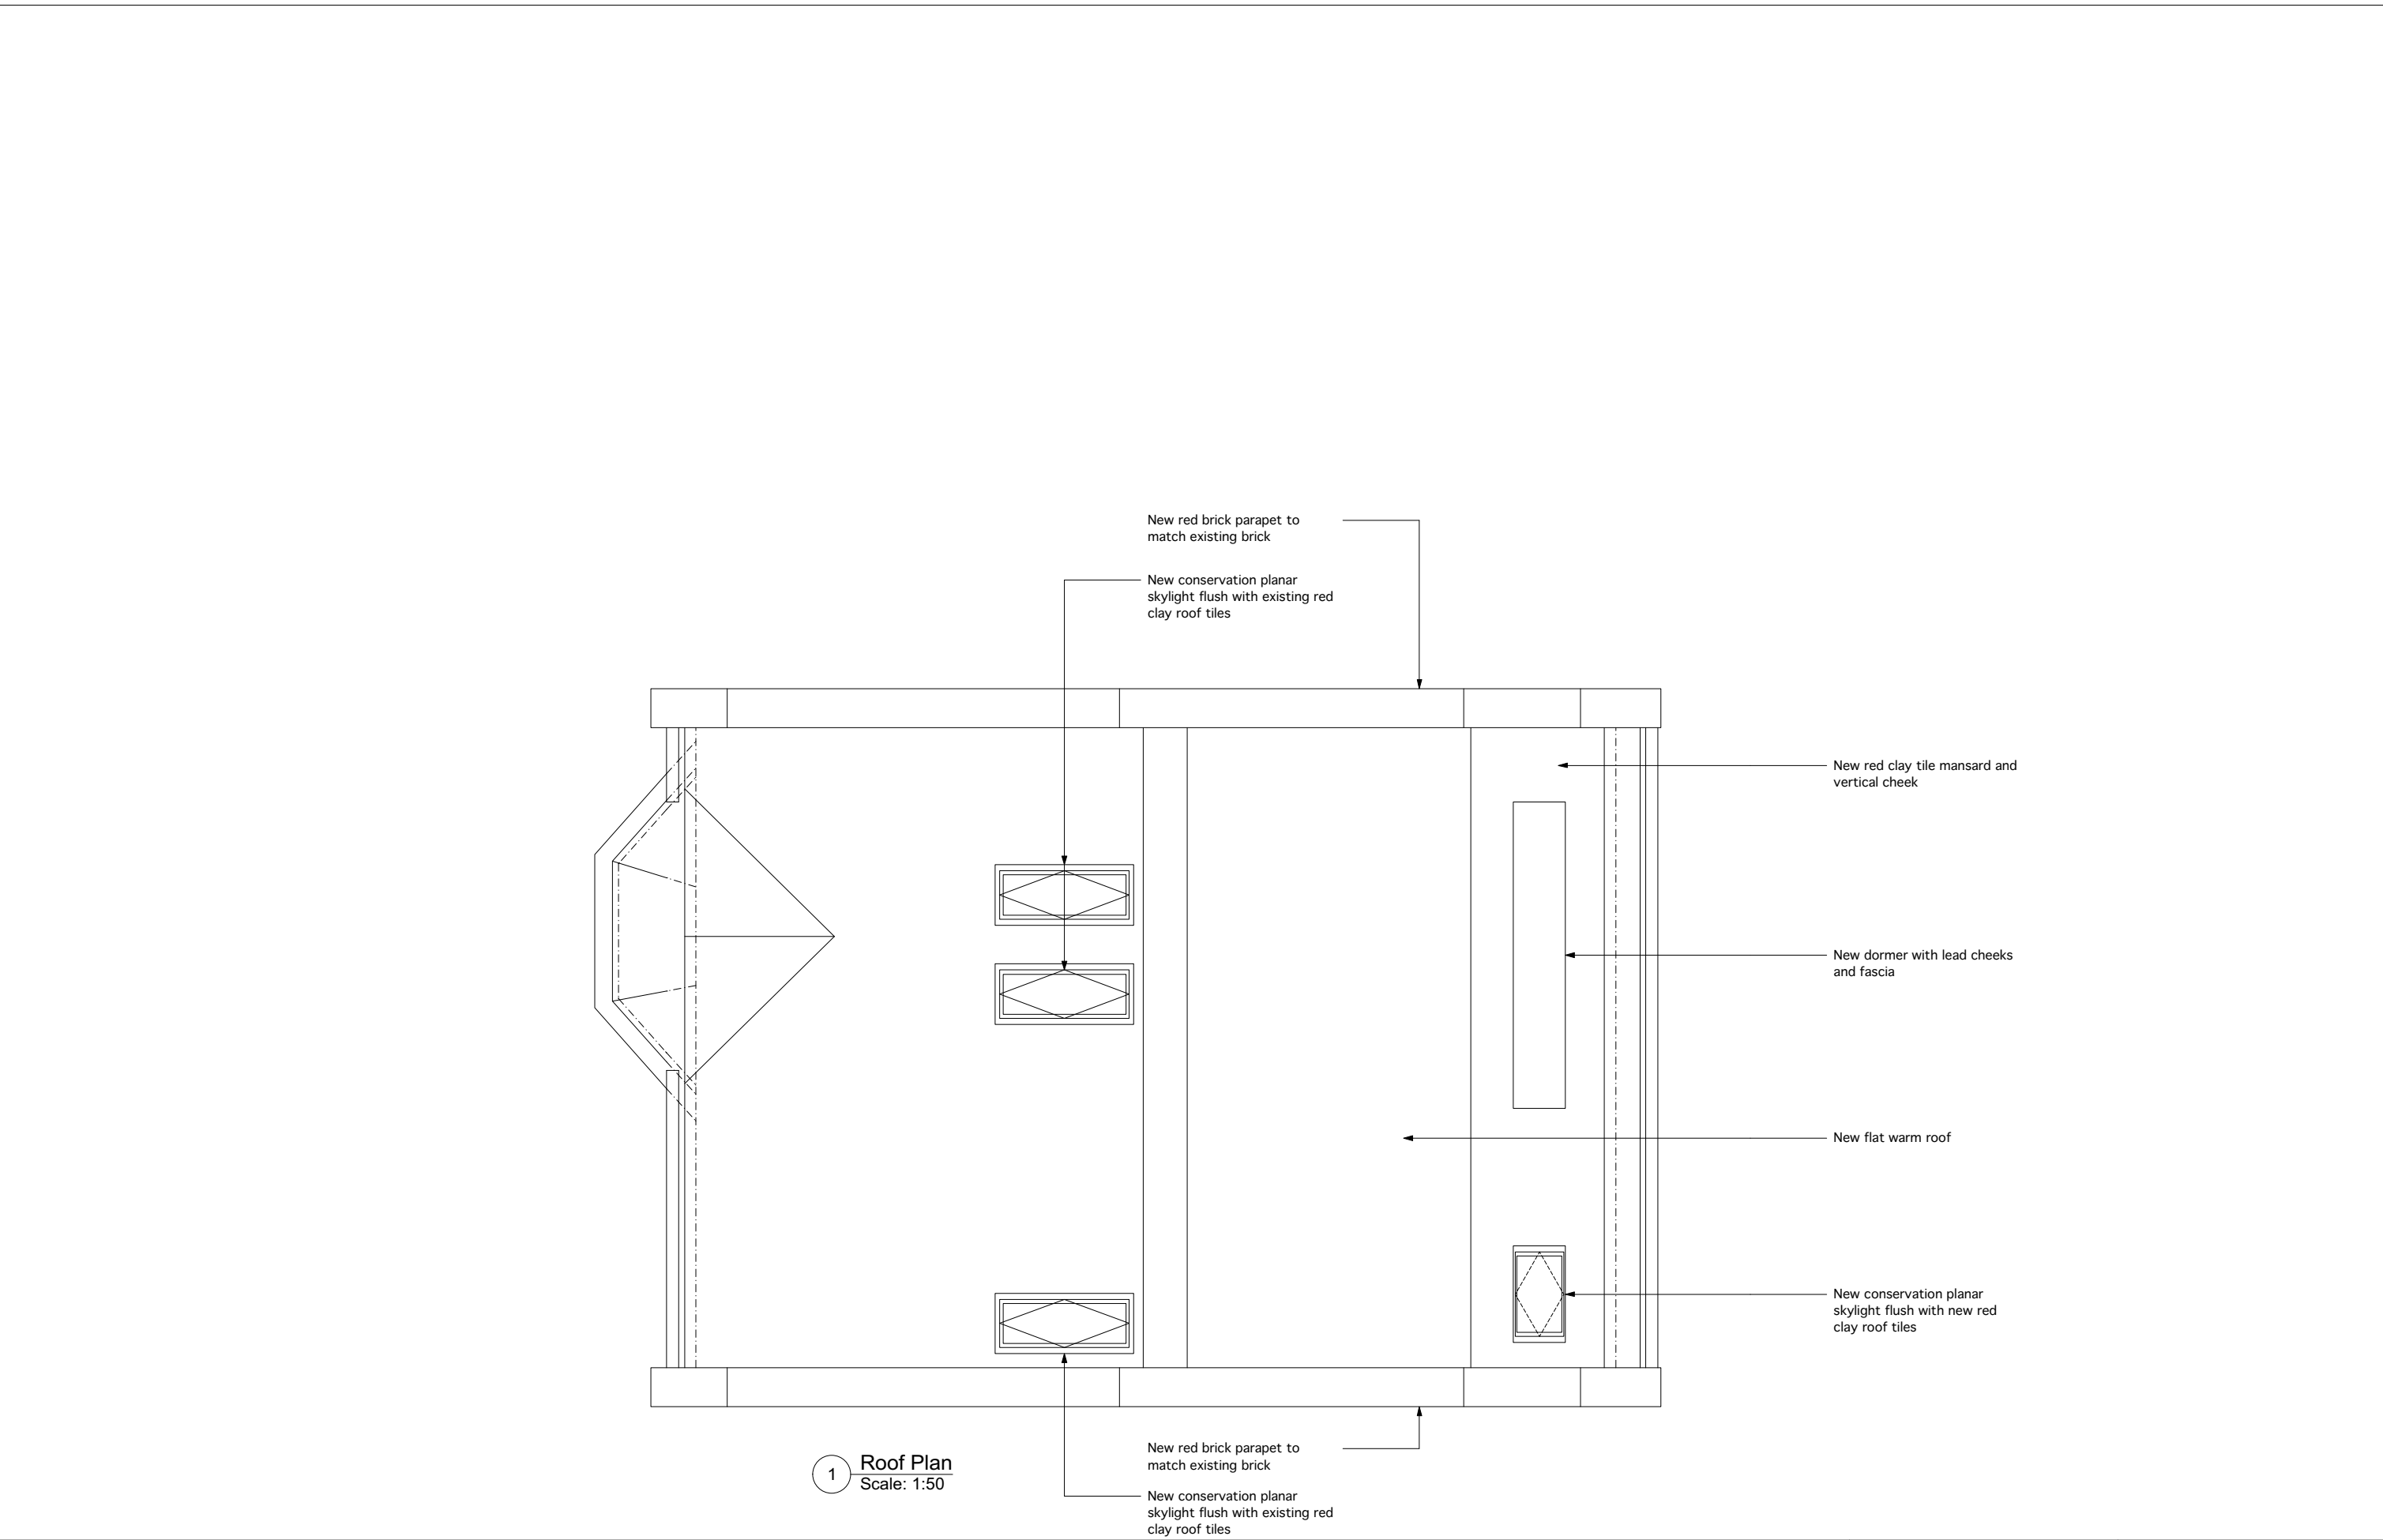 New red brick parapet to
match existing brick
New conservation planar
skylight flush with existing red
clay roof tiles
New red clay tile mansard and
vertical cheek
New dormer with lead cheeks
and fascia
New flat warm roof
New conservation planar
skylight flush with new red
clay roof tiles
New red brick parapet to
match existing brick
New conservation planar
skylight flush with existing red
clay roof tiles
1
Roof Plan
Scale: 1:50